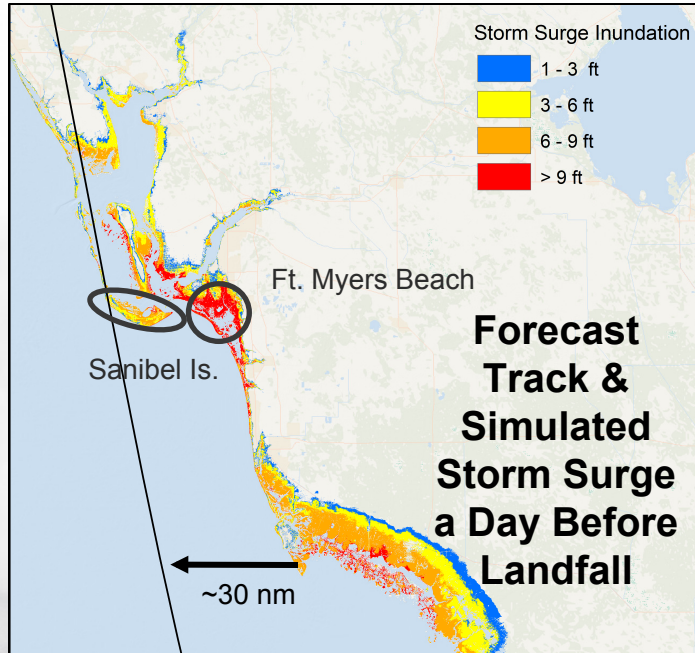 Storm Surge Inundation
1 - 3 ft
3 - 6 ft
6 - 9 ft
> 9 ft
Ft. Myers Beach
Sanibel Is.
Forecast
Track &
Simulated
Storm Surge
a Day Before
Landfall
~30 nm